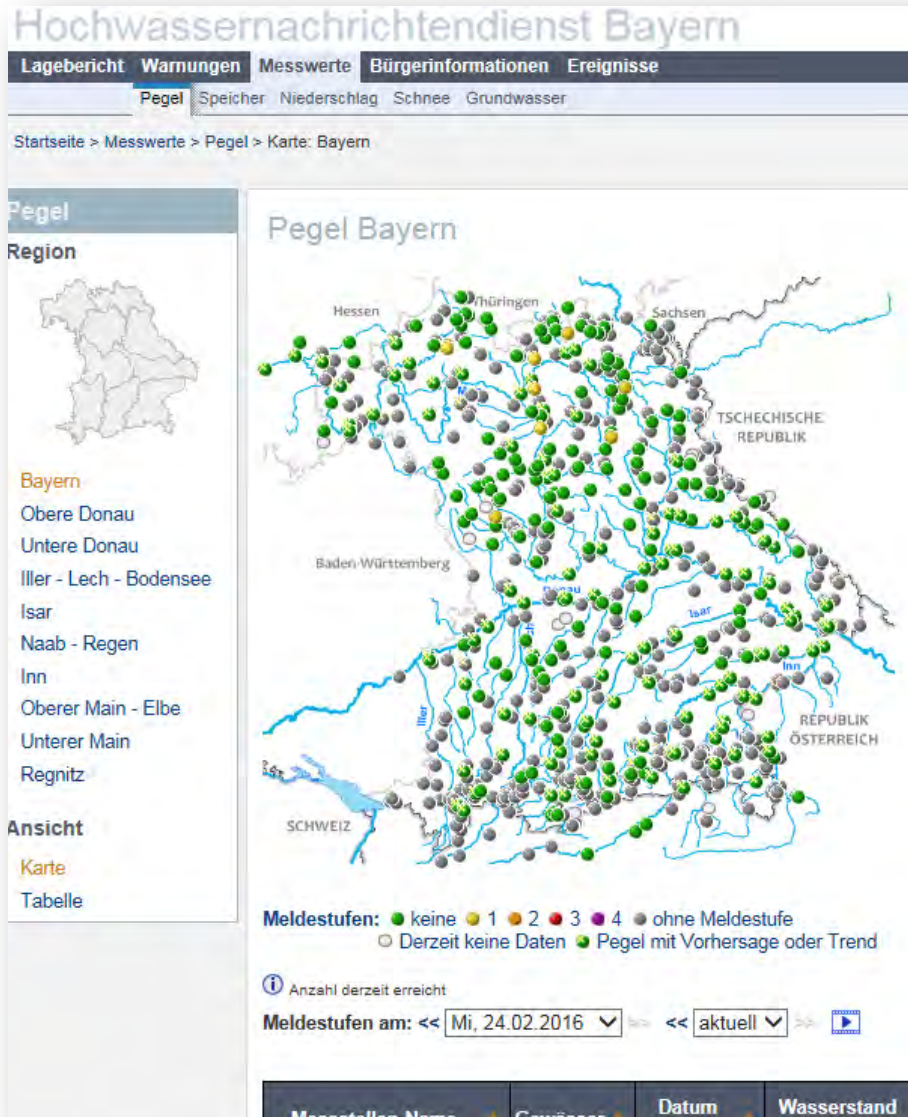 Hochwassernachrichtendienst Bayern
Lagebericht Warnungen Messwerte Bürgerinformationen Ereignisse
Pegel Speicher Niederschlag Schnee Grundwasser
Startseite > Messwerte > Pegel > Karte: Bayern
Pegel
Region
Bayern
Obere Donau
Untere Donau
Iller - Lech - Bodensee
Isar
Naab - Regen
Inn
Oberer Main - Elbe
Unterer Main
Regnitz
Ansicht
Karte
Tabelle
Pegel Bayern
Hessen
Thüringen
Sachsen
TSCHECHISCHE
REPUBLIK
Baden-Württemberg
Donau
Isar
Inn
Iller
REPUBLIK
ÖSTERREICH
SCHWEIZ
Meldestufen: keine 1 2 3 4 ohne Meldestufe
Derzeit keine Daten Pegel mit Vorhersage oder Trend
Anzahl derzeit erreicht
Meldestufen am: << Mi, 24.02.2016 >> << aktuell >>
Messstellen-Name Gewässer Datum Wasserstand